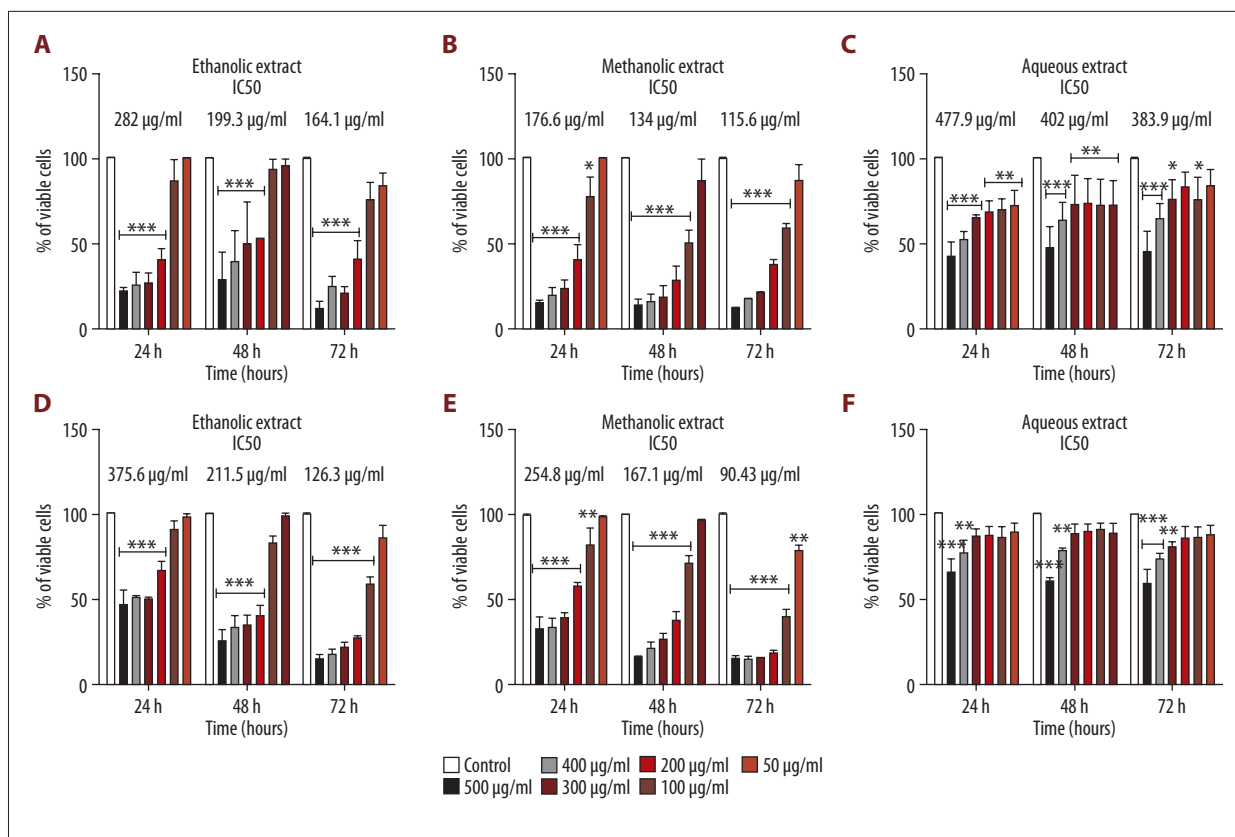 A
Ethanolic extract
IC50
282 µg/ml 199.3 µg/ml 164.1 µg/ml
150
100
50
0
% of viable cells
*** *** ***
24 h 48 h 72 h
Time (hours)
B
Methanolic extract
IC50
176.6 µg/ml 134 µg/ml 115.6 µg/ml
150
100
50
0
% of viable cells
*** * *** ***
24 h 48 h 72 h
Time (hours)
C
Aqueous extract
IC50
477.9 µg/ml 402 µg/ml 383.9 µg/ml
150
100
50
0
% of viable cells
*** ** *** ** *** * *
24 h 48 h 72 h
Time (hours)
D
Ethanolic extract
IC50
375.6 µg/ml 211.5 µg/ml 126.3 µg/ml
150
100
50
0
% of viable cells
*** *** ***
24 h 48 h 72 h
Time (hours)
E
Methanolic extract
IC50
254.8 µg/ml 167.1 µg/ml 90.43 µg/ml
150
100
50
0
% of viable cells
*** ** *** *** **
24 h 48 h 72 h
Time (hours)
F
Aqueous extract
IC50
150
100
50
0
% of viable cells
*** ** *** ** *** **
24 h 48 h 72 h
Time (hours)
Control 400 µg/ml 200 µg/ml 50 µg/ml
500 µg/ml 300 µg/ml 100 µg/ml